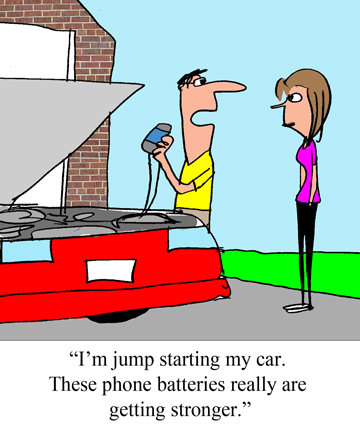 “I’m jump starting my car.
These phone batteries really are
getting stronger.”